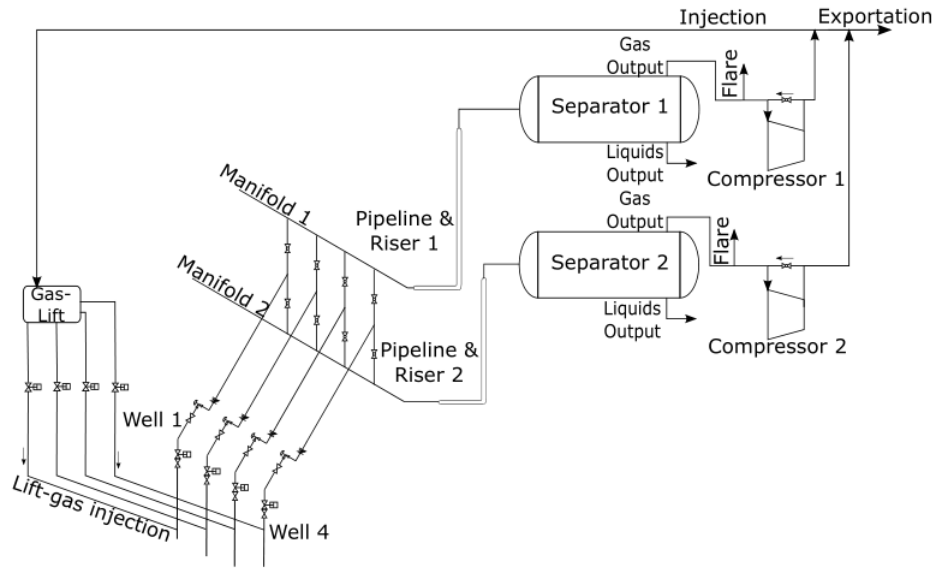 Injection
Exportation
Gas
Output
Flare
Separator 1
Liquids
Output
Compressor 1
Manifold 1
Pipeline &
Riser 1
Gas
Output
Flare
Separator 2
Manifold 2
Liquids
Output
Compressor 2
Gas-
Lift
Pipeline &
Riser 2
Well 1
Lift-gas injection
Well 4